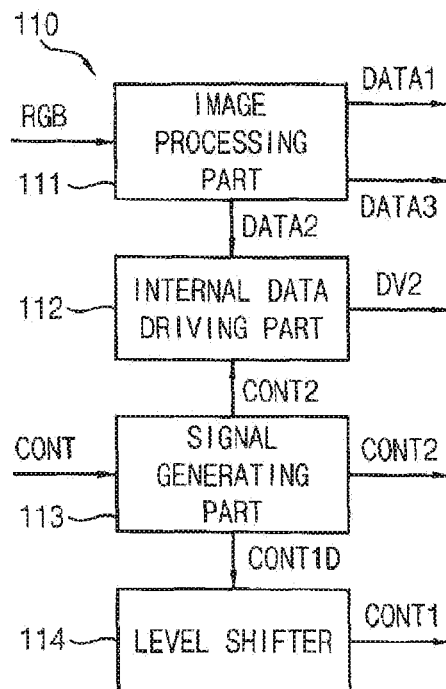 110
DATA1
RGB
IMAGE
PROCESSING
PART
111
DATA3
DATA2
112
INTERNAL DATA
DRIVING PART
DV2
CONT2
CONT
SIGNAL
GENERATING
PART
CONT2
113
CONT1D
114
LEVEL SHIFTER
CONT1